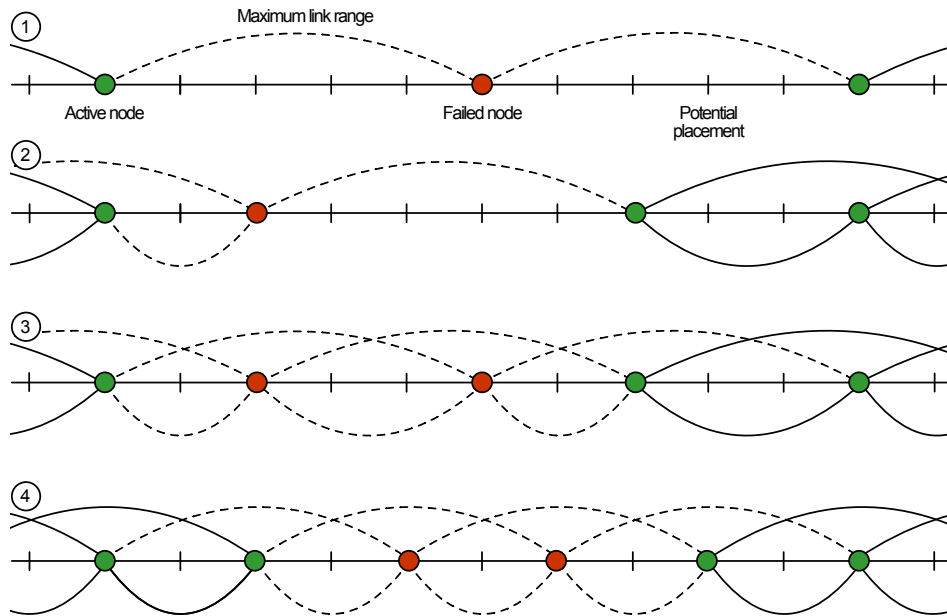 1
Maximum link range
Active node
Failed node
Potential
placement
2
3
4